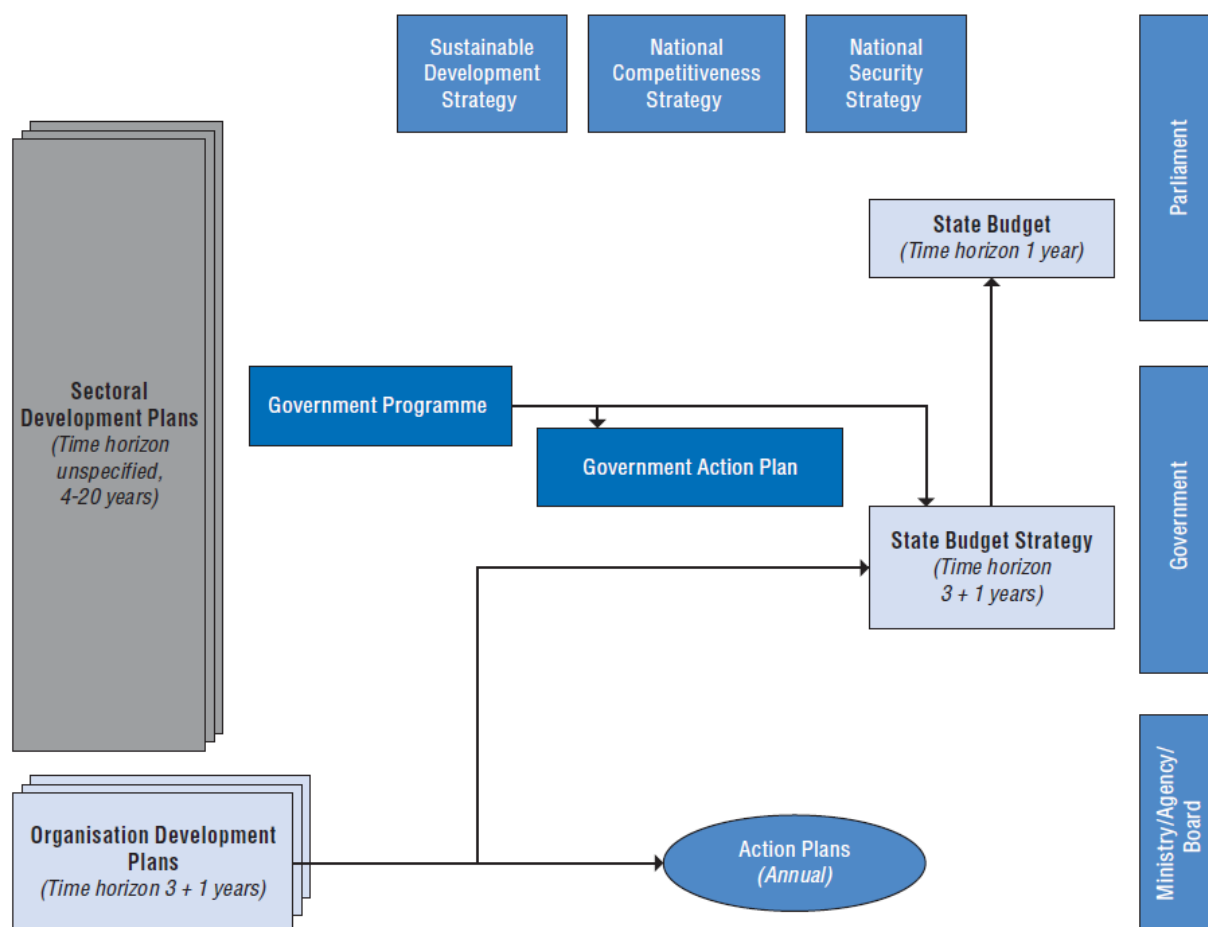 Sustainable
Development
Strategy
National
Competitiveness
Strategy
National
Security
Strategy
Parliament
State Budget
(Time horizon 1 year)
Sectoral
Development Plans
(Time horizon
unspecified,
4-20 years)
Government Programme
Government Action Plan
Government
State Budget Strategy
(Time horizon
3 + 1 years)
Organisation Development
Plans
(Time horizon 3 + 1 years)
Action Plans
(Annual)
Ministry/Agency/
Board